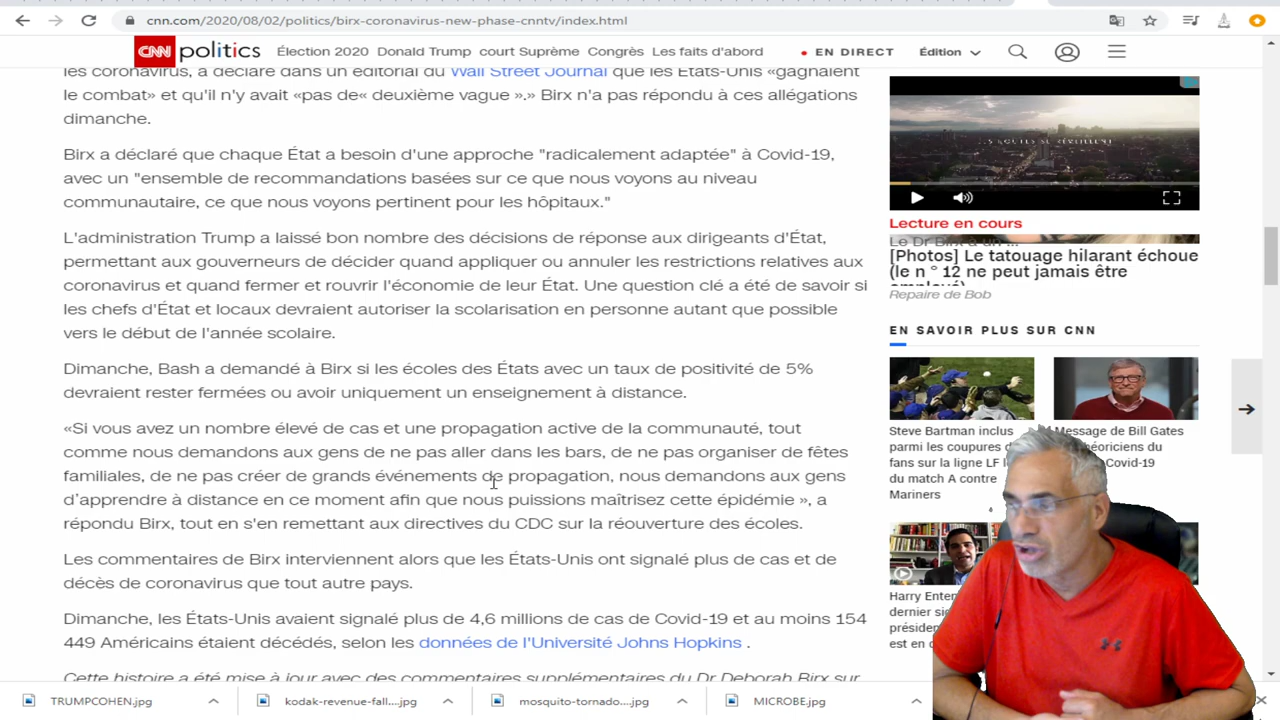 cnn.com/2020/08/02/politics/birx-coronavirus-new-phase-cnntv/index.html
CNN politics Élection 2020 Donald Trump court Suprême Congrès Les faits d'abord EN DIRECT Édition
les coronavirus, a déclaré dans un éditorial du Wall Street Journal que les États-Unis «gagnaient
le combat» et qu'il n'y avait «pas de« deuxième vague ».» Birx n'a pas répondu à ces allégations
dimanche.
Birx a déclaré que chaque État a besoin d'une approche "radicalement adaptée" à Covid-19,
avec un "ensemble de recommandations basées sur ce que nous voyons au niveau
communautaire, ce que nous voyons pertinent pour les hôpitaux."
L'administration Trump a laissé bon nombre des décisions de réponse aux dirigeants d'État,
permettant aux gouverneurs de décider quand appliquer ou annuler les restrictions relatives aux
coronavirus et quand fermer et rouvrir l'économie de leur État. Une question clé a été de savoir si
les chefs d'État et locaux devraient autoriser la scolarisation en personne autant que possible
vers le début de l'année scolaire.
Dimanche, Bash a demandé à Birx si les écoles des États avec un taux de positivité de 5%
devraient rester fermées ou avoir uniquement un enseignement à distance.
«Si vous avez un nombre élevé de cas et une propagation active de la communauté, tout
comme nous demandons aux gens de ne pas aller dans les bars, de ne pas organiser de fêtes
familiales, de ne pas créer de grands événements de propagation, nous demandons aux gens
d'apprendre à distance en ce moment afin que nous puissions maîtrisez cette épidémie », a
répondu Birx, tout en s'en remettant aux directives du CDC sur la réouverture des écoles.
Les commentaires de Birx interviennent alors que les États-Unis ont signalé plus de cas et de
décès de coronavirus que tout autre pays.
Dimanche, les États-Unis avaient signalé plus de 4,6 millions de cas de Covid-19 et au moins 154
449 Américains étaient décédés, selon les données de l'Université Johns Hopkins .
Cette histoire a été mise à jour avec des commentaires supplémentaires du Dr Deborah Birx sur
Lecture en cours
Le Dr Birx a un ...
[Photos] Le tatouage hilarant échoue
(le n ° 12 ne peut jamais être
employé)
Repaire de Bob
EN SAVOIR PLUS SUR CNN
Steve Bartman inclus
parmi les coupures de
fans sur la ligne LF
du match A contre
Mariners
Message de Bill Gates
Covid-19
Harry Enten
dernier
est en
TRUMPCOHEN.jpg
kodak-revenue-fall....jpg
mosquito-tornado....jpg
MICROBE.jpg